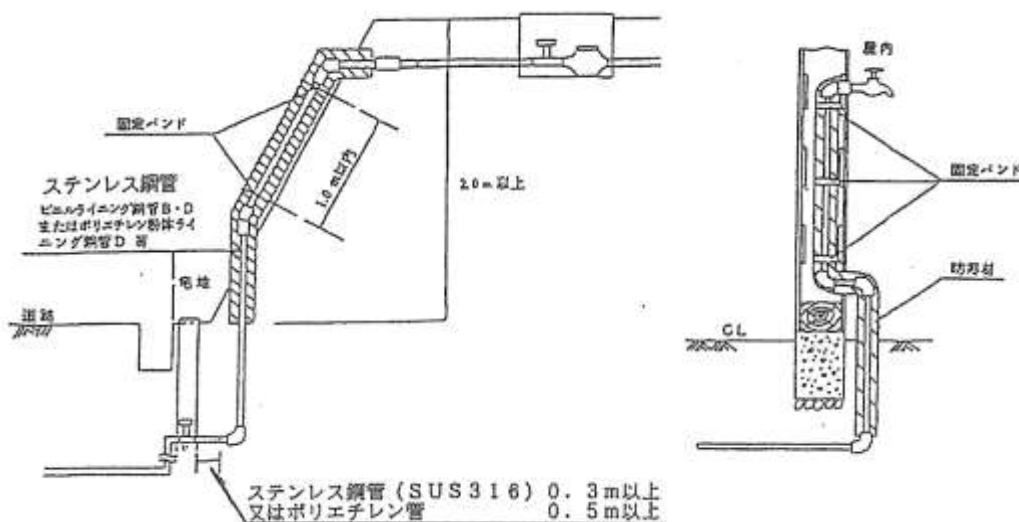 固定バンド
ステンレス鋼管
ビニルライニング鋼管B・D
またはポリエチレン粉体ライ
ニング鋼管D 等
宅地
道路
1.0m以内
2.0m以上
ステンレス鋼管(SUS316) 0.3m以上
又はポリエチレン管 0.5m以上
屋内
固定バンド
防寒材
GL